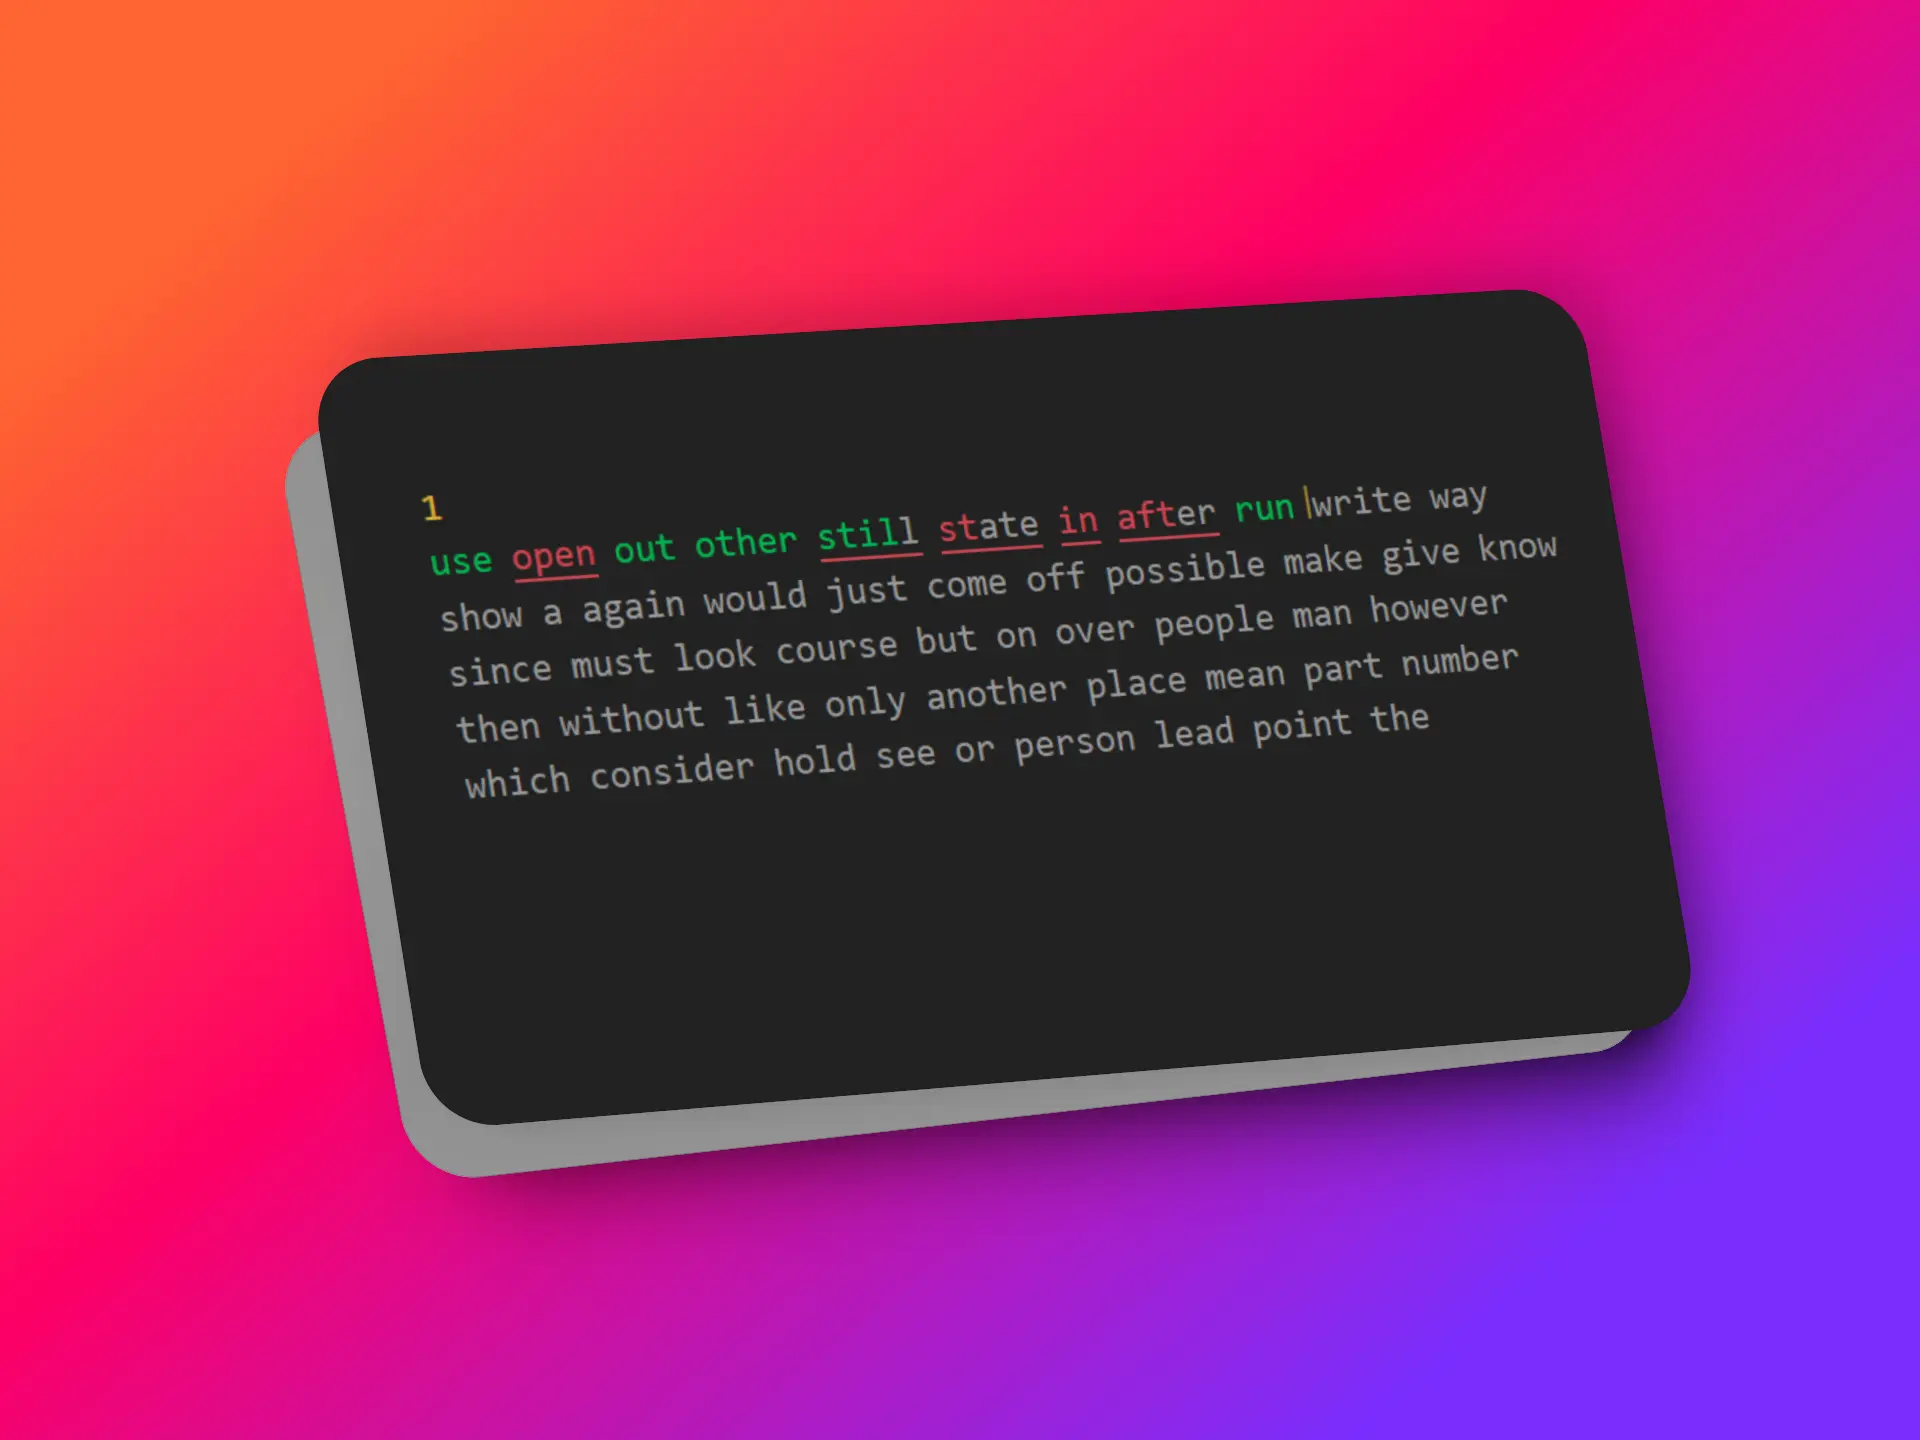 1
use open out other still state in after run write way
show a again would just come off possible make give know
since must look course but on over people man however
then without like only another place mean part number
which consider hold see or person lead point the